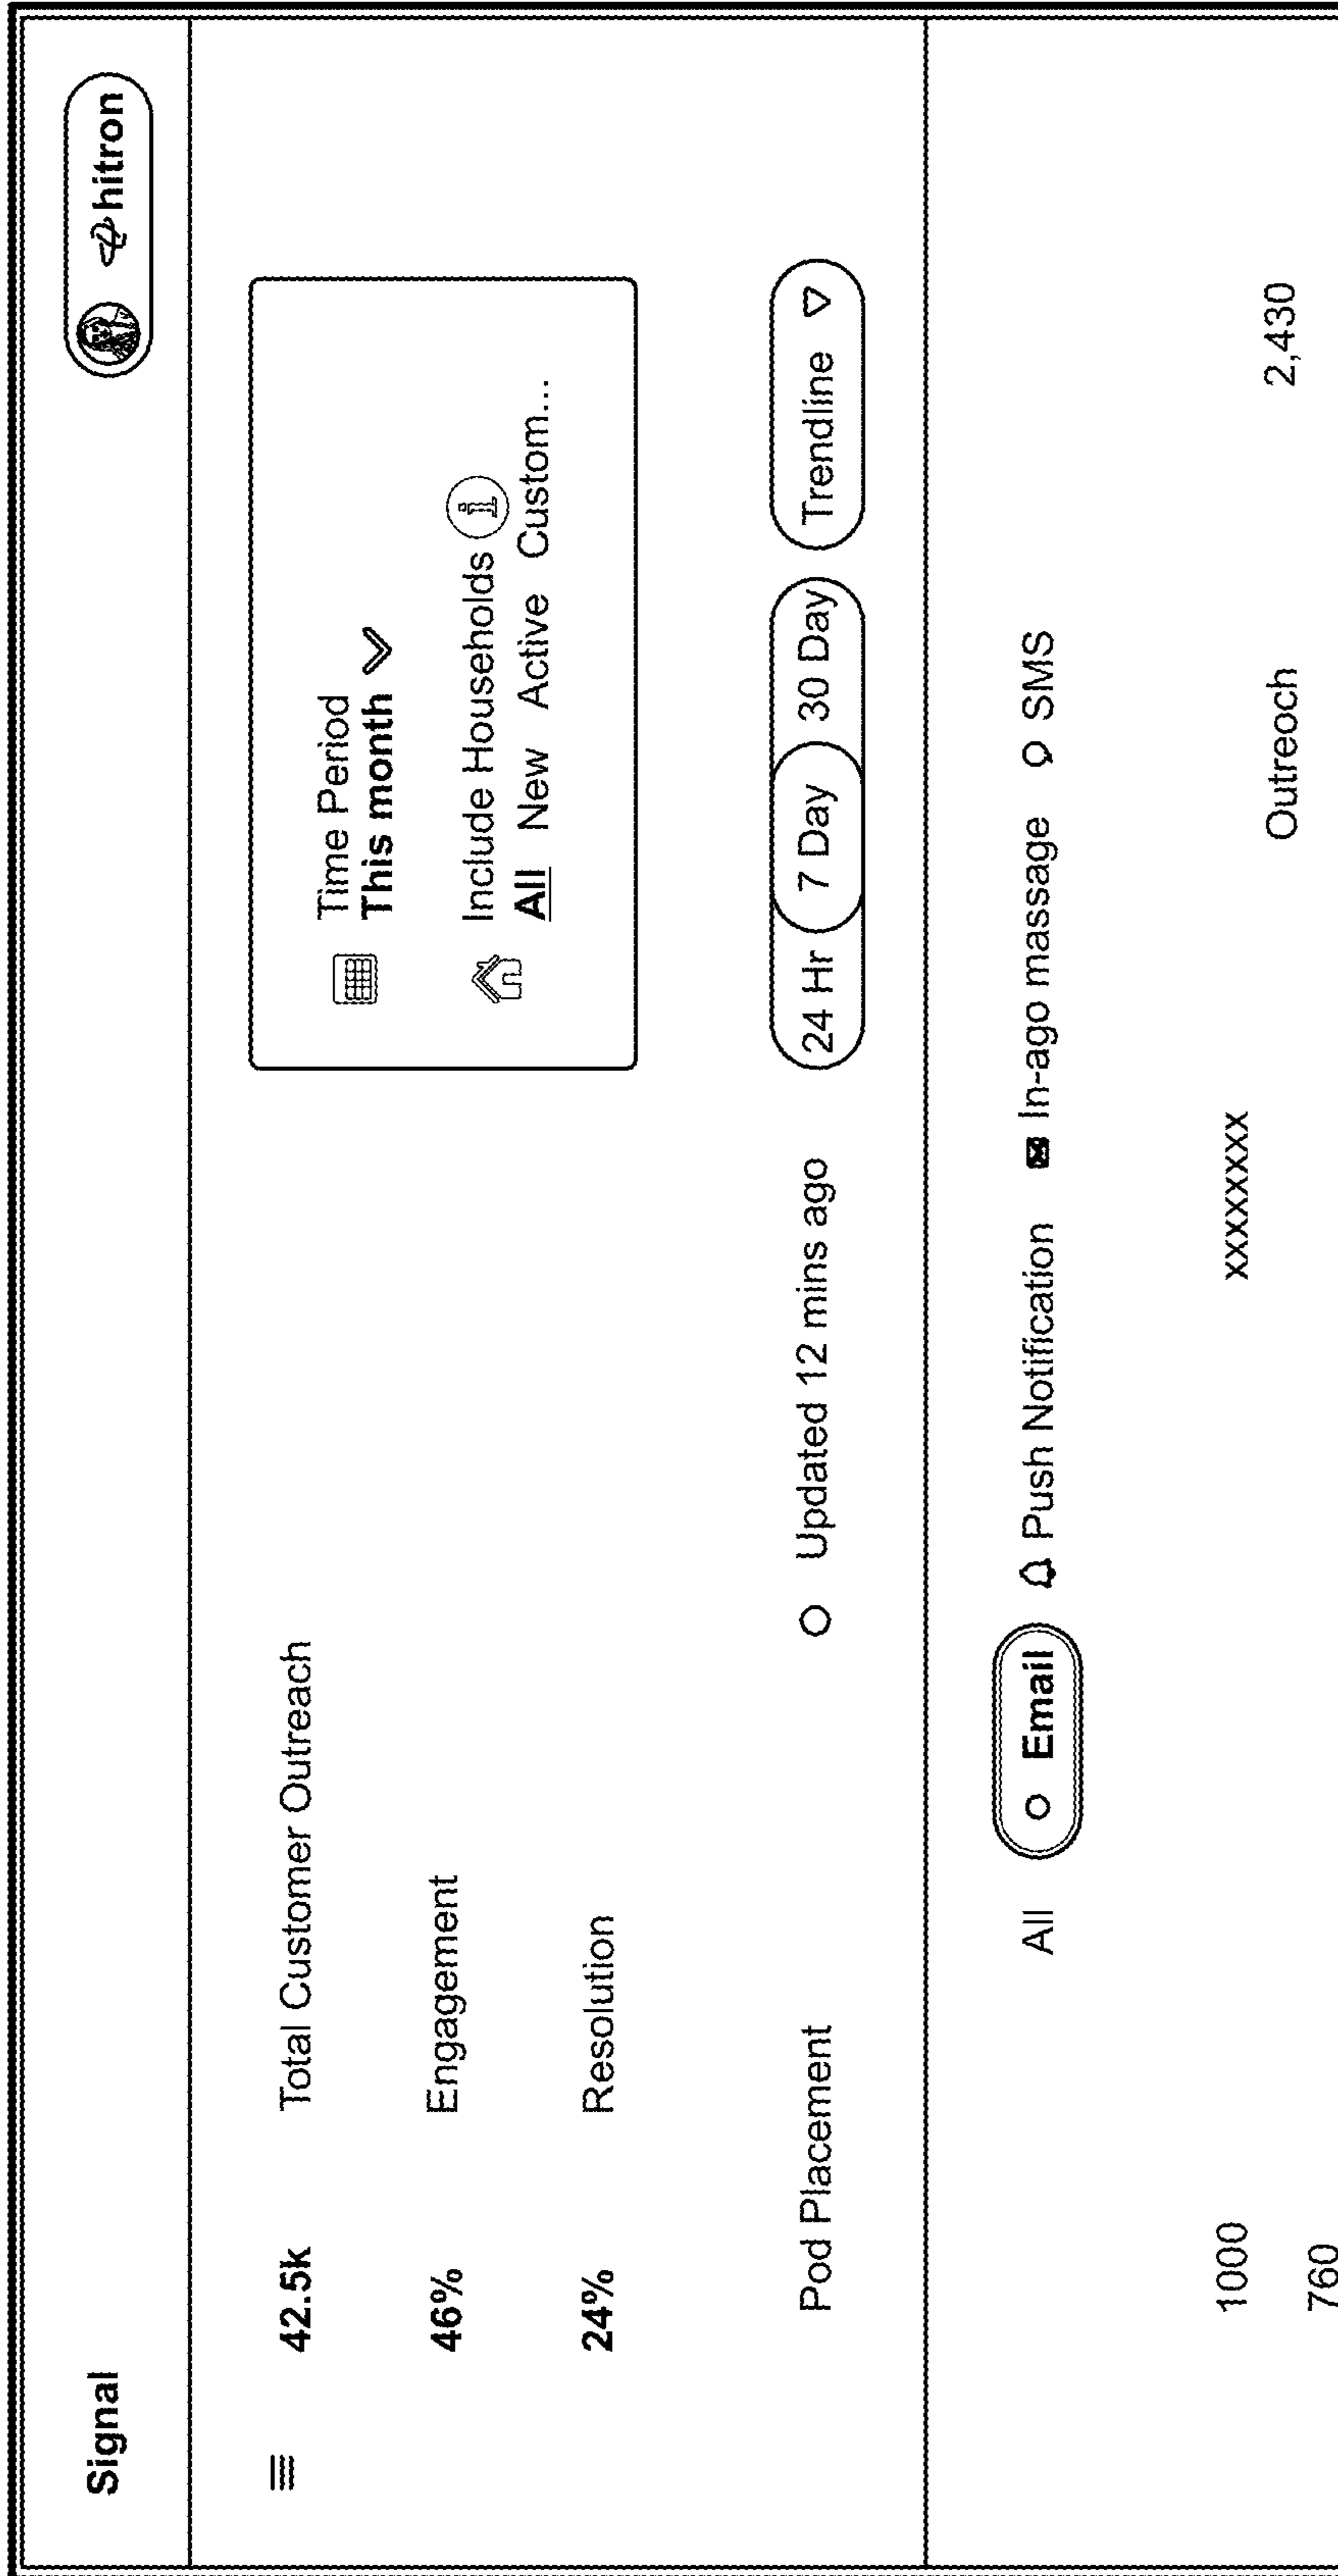 Signal
hitron
42.5k Total Customer Outreach
Time Period
This month
46% Engagement
Include Households i
All New Active Custom...
24% Resolution
Pod Placement Updated 12 mins ago 24 Hr 7 Day 30 Day Trendline
All Email Push Notification In-ago massage SMS
1000 xxxxxxxx
Outreoch 2,430
760